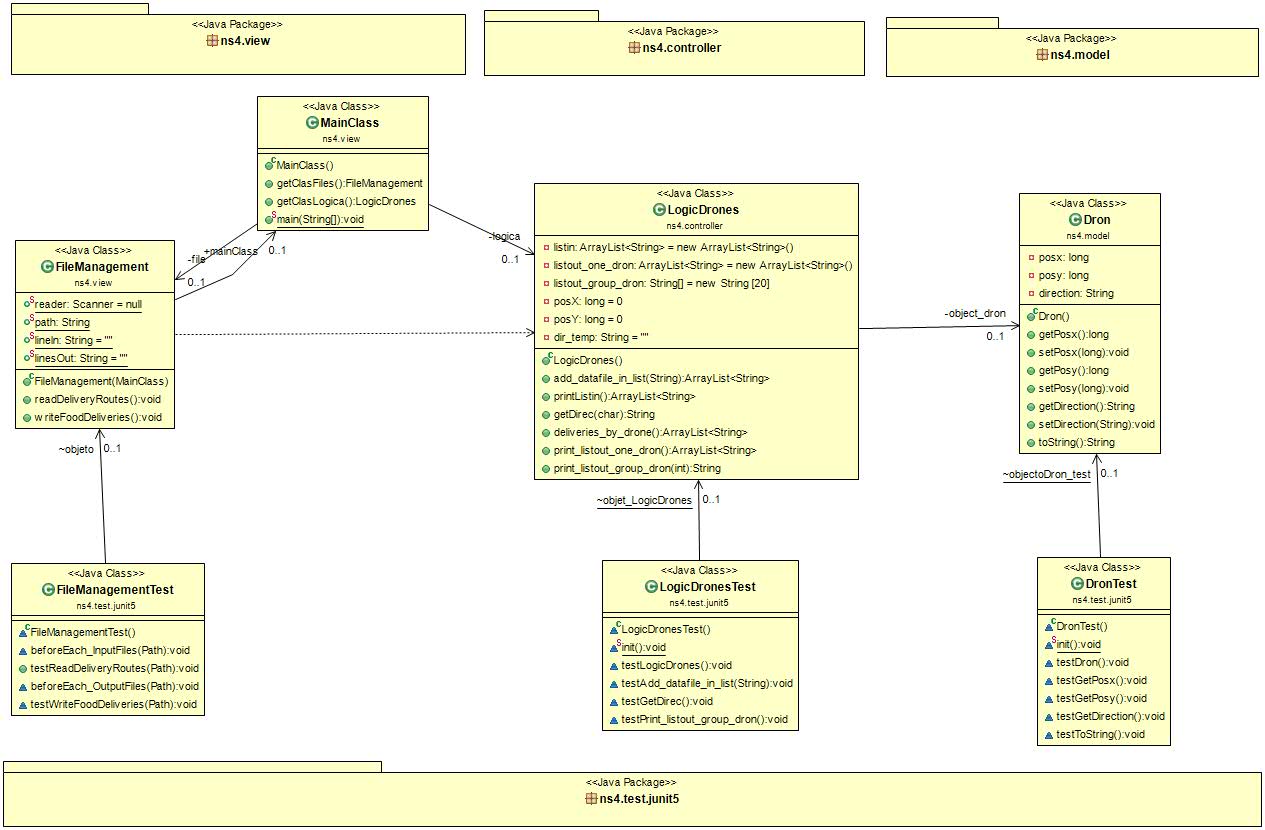 <<Java Package>>
ns4.view
<<Java Package>>
ns4.controller
<<Java Package>>
ns4.model
<<Java Class>>
MainClass
ns4.view
MainClass()
getClasFiles():FileManagement
getClasLogica():LogicDrones
main(String[]):void
<<Java Class>>
FileManagement
ns4.view
reader: Scanner = null
path: String
lineIn: String = ""
linesOut: String = ""
FileManagement(MainClass)
readDeliveryRoutes():void
writeFoodDeliveries():void
-file
0..1
+mainClass
0..1
-logica
0..1
<<Java Class>>
LogicDrones
ns4.controller
listin: ArrayList<String> = new ArrayList<String>()
listout_one_dron: ArrayList<String> = new ArrayList<String>()
listout_group_dron: String[] = new String [20]
posX: long = 0
posY: long = 0
dir_temp: String = ""
LogicDrones()
add_datafile_in_list(String):ArrayList<String>
printListin():ArrayList<String>
getDirec(char):String
deliveries_by_drone():ArrayList<String>
print_listout_one_dron():ArrayList<String>
print_listout_group_dron(int):String
-object_dron
0..1
<<Java Class>>
Dron
ns4.model
posx: long
posy: long
direction: String
Dron()
getPosx():long
setPosx(long):void
getPosy():long
setPosy(long):void
getDirection():String
setDirection(String):void
toString():String
~objeto
0..1
~objet_LogicDrones
0..1
~objectoDron_test
0..1
<<Java Class>>
FileManagementTest
ns4.test.junit5
FileManagementTest()
beforeEach_InputFiles(Path):void
testReadDeliveryRoutes(Path):void
beforeEach_OutputFiles(Path):void
testWriteFoodDeliveries(Path):void
<<Java Class>>
LogicDronesTest
ns4.test.junit5
LogicDronesTest()
init():void
testLogicDrones():void
testAdd_datafile_in_list(String):void
testGetDirec():void
testPrint_listout_group_dron():void
<<Java Class>>
DronTest
ns4.test.junit5
DronTest()
init():void
testDron():void
testGetPosx():void
testGetPosy():void
testGetDirection():void
testToString():void
<<Java Package>>
ns4.test.junit5